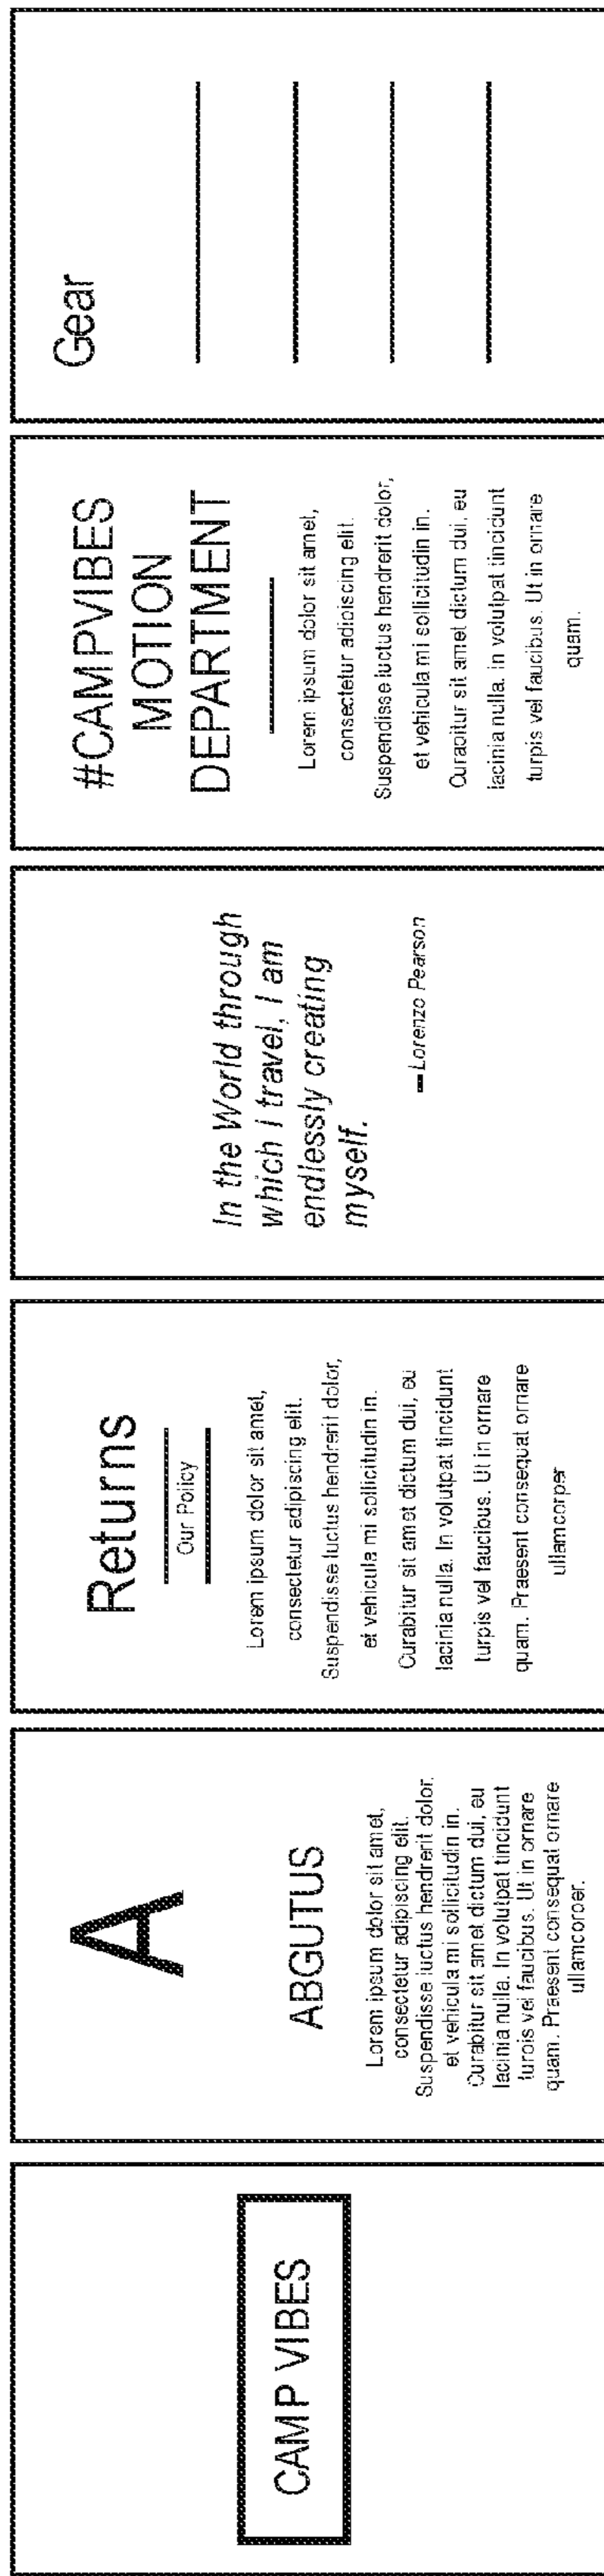 CAMP VIBES
A
ABGUTUS
Lorem ipsum dolor sit amet,
consectetur adipiscing elit.
Suspendisse luctus hendrerit dolor.
et vehicula mi sollicitudin in.
Curabitur sit amet dictum dui, eu
lacinia nulla. In volutpat tincidunt
turpis vel faucibus. Ut in ornare
quam. Praesent consequat ornare
ullamcorper.
Returns
Our Policy
Lorem ipsum dolor sit amet,
consectetur adipiscing elit.
Suspendisse luctus hendrerit dolor,
et vehicula mi sollicitudin in.
Curabitur sit amet dictum dui, eu
lacinia nulla. In volutpat tincidunt
turpis vel faucibus. Ut in ornare
quam. Praesent consequat ornare
ullamcorper
In the World through
which I travel, I am
endlessly creating
myself.
— Lorenzo Pearson
#CAMPVIBES
MOTION
DEPARTMENT
Lorem ipsum dolor sit amet,
consectetur adipiscing elit.
Suspendisse luctus hendrerit dolor,
et vehicula mi sollicitudin in.
Curabitur sit amet dictum dui, eu
lacinia nulla. In volutpat tincidunt
turpis vel faucibus. Ut in ornare
quam.
Gear